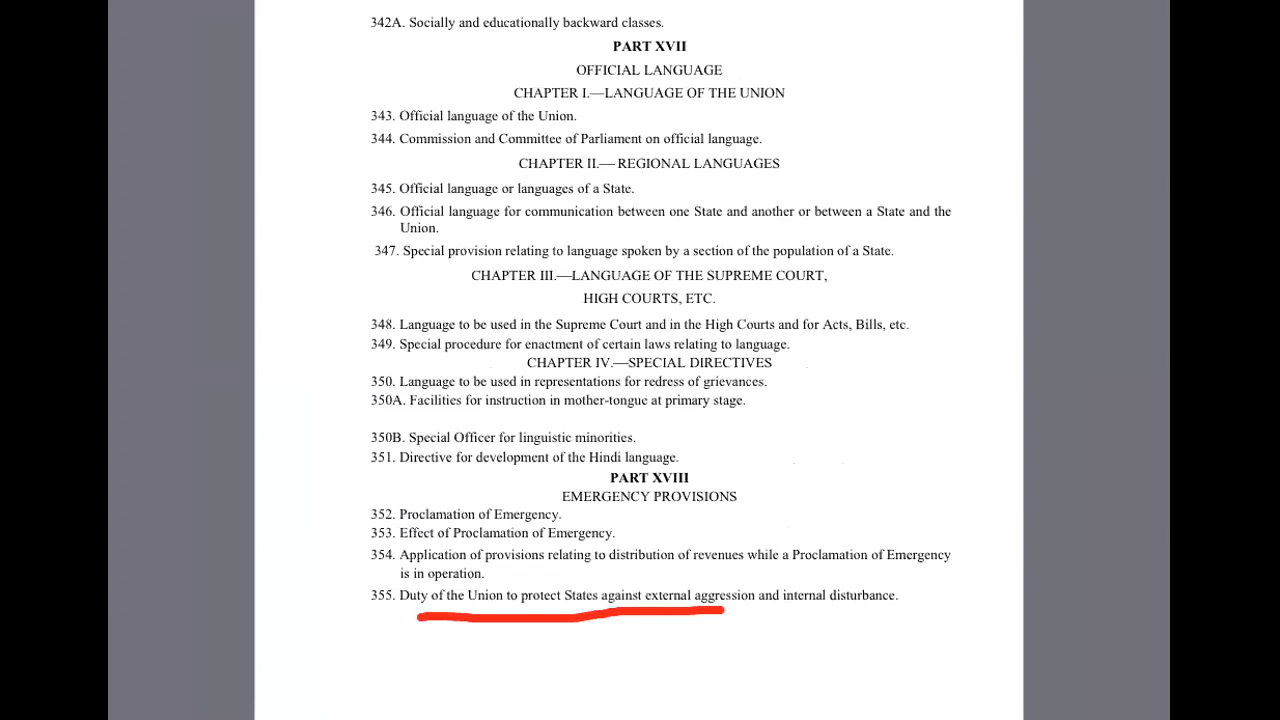 342A. Socially and educationally backward classes.
PART XVII
OFFICIAL LANGUAGE
CHAPTER I.—LANGUAGE OF THE UNION
343. Official language of the Union.
344. Commission and Committee of Parliament on official language.
CHAPTER II.— REGIONAL LANGUAGES
345. Official language or languages of a State.
346. Official language for communication between one State and another or between a State and the
Union.
347. Special provision relating to language spoken by a section of the population of a State.
CHAPTER III.—LANGUAGE OF THE SUPREME COURT,
HIGH COURTS, ETC.
348. Language to be used in the Supreme Court and in the High Courts and for Acts, Bills, etc.
349. Special procedure for enactment of certain laws relating to language.
CHAPTER IV.—SPECIAL DIRECTIVES
350. Language to be used in representations for redress of grievances.
350A. Facilities for instruction in mother-tongue at primary stage.
350B. Special Officer for linguistic minorities.
351. Directive for development of the Hindi language.
PART XVIII
EMERGENCY PROVISIONS
352. Proclamation of Emergency.
353. Effect of Proclamation of Emergency.
354. Application of provisions relating to distribution of revenues while a Proclamation of Emergency
is in operation.
355. Duty of the Union to protect States against external aggression and internal disturbance.